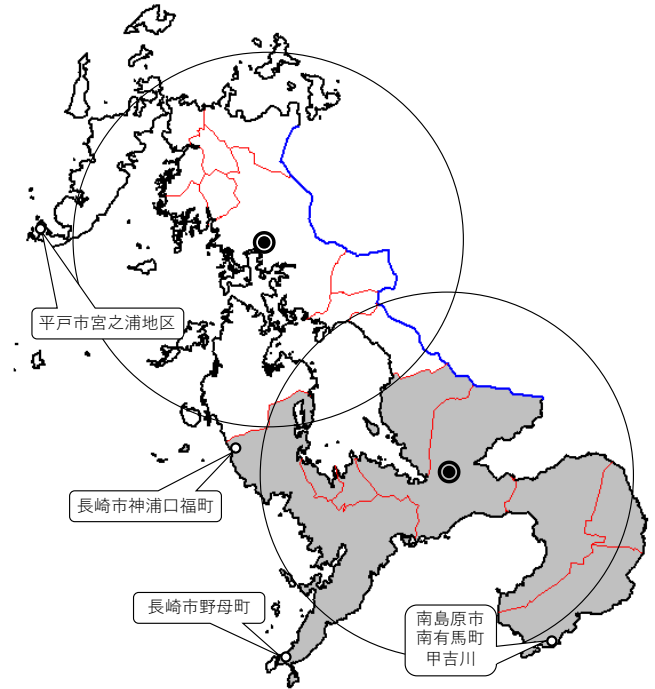 平戸市宮之浦地区
長崎市神浦口福町
長崎市野母町
南島原市
南有馬町
甲吉川